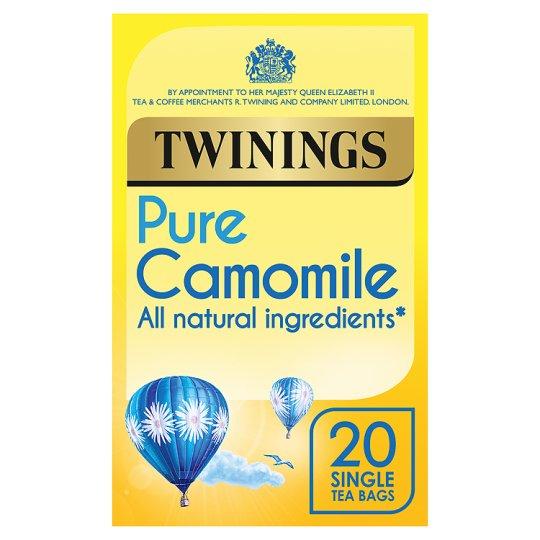 BY APPOINTMENT TO HER MAJESTY QUEEN ELIZABETH II
TEA & COFFEE MERCHANTS R. TWINING AND COMPANY LIMITED. LONDON.
TWININGS
Pure
Camomile
All natural ingredients*
20
SINGLE
TEA BAGS